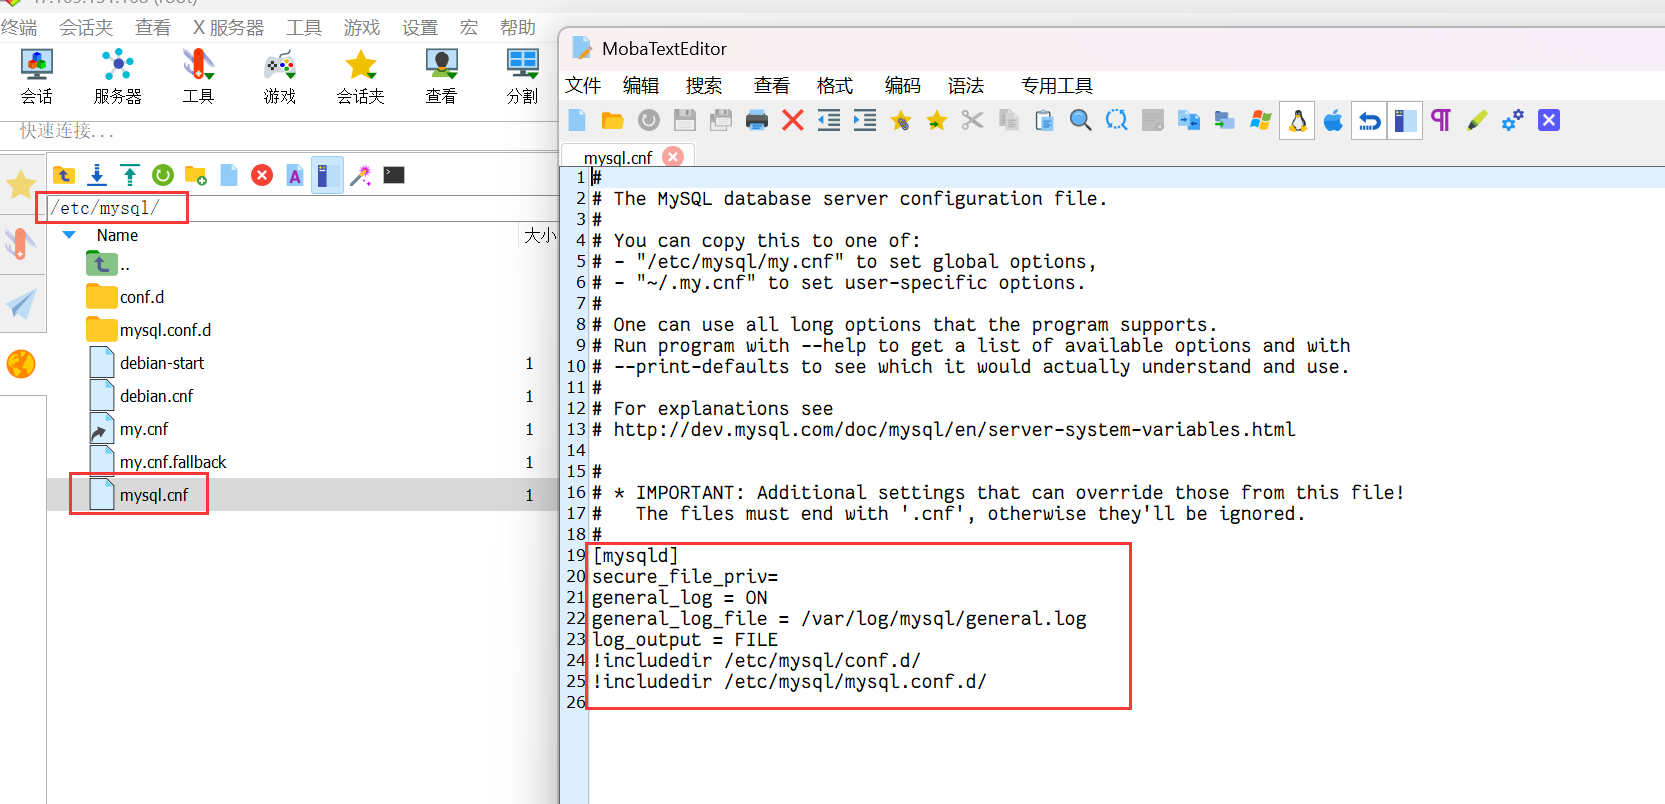 终端 会话夹 查看 X 服务器 工具 游戏 设置 宏 帮助
会话 服务器 工具 游戏 会话夹 查看 分割
快速连接...
/etc/mysql/
Name 大小
..
conf.d
mysql.conf.d
debian-start 1
debian.cnf 1
my.cnf 1
my.cnf.fallback 1
mysql.cnf 1
MobaTextEditor
文件 编辑 搜索 查看 格式 编码 语法 专用工具
mysql.cnf
1 #
2 # The MySQL database server configuration file.
3 #
4 # You can copy this to one of:
5 # - "/etc/mysql/my.cnf" to set global options,
6 # - "~/.my.cnf" to set user-specific options.
7 #
8 # One can use all long options that the program supports.
9 # Run program with --help to get a list of available options and with
10 # --print-defaults to see which it would actually understand and use.
11 #
12 # For explanations see
13 # http://dev.mysql.com/doc/mysql/en/server-system-variables.html
14
15 #
16 # * IMPORTANT: Additional settings that can override those from this file!
17 #   The files must end with '.cnf', otherwise they'll be ignored.
18 #
19 [mysqld]
20 secure_file_priv=
21 general_log = ON
22 general_log_file = /var/log/mysql/general.log
23 log_output = FILE
24 !includedir /etc/mysql/conf.d/
25 !includedir /etc/mysql/mysql.conf.d/
26